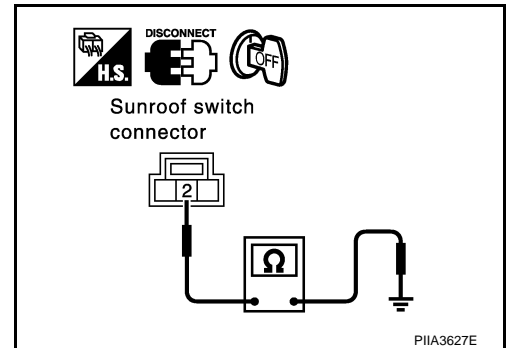 DISCONNECT
H.S.
OFF
Sunroof switch
connector
2
Ω
PIIA3627E